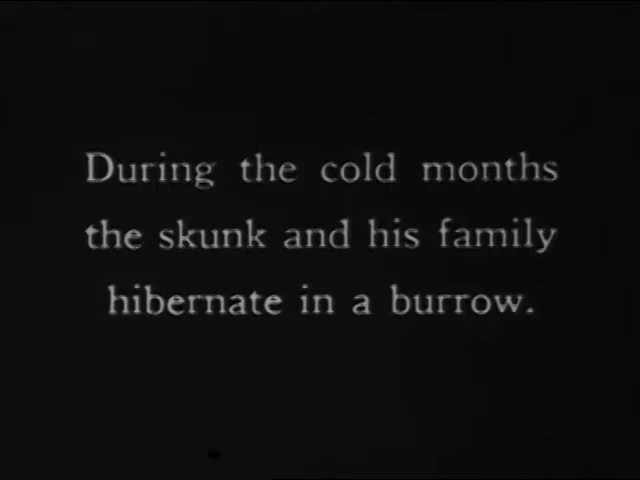 During the cold months
the skunk and his family
hibernate in a burrow.